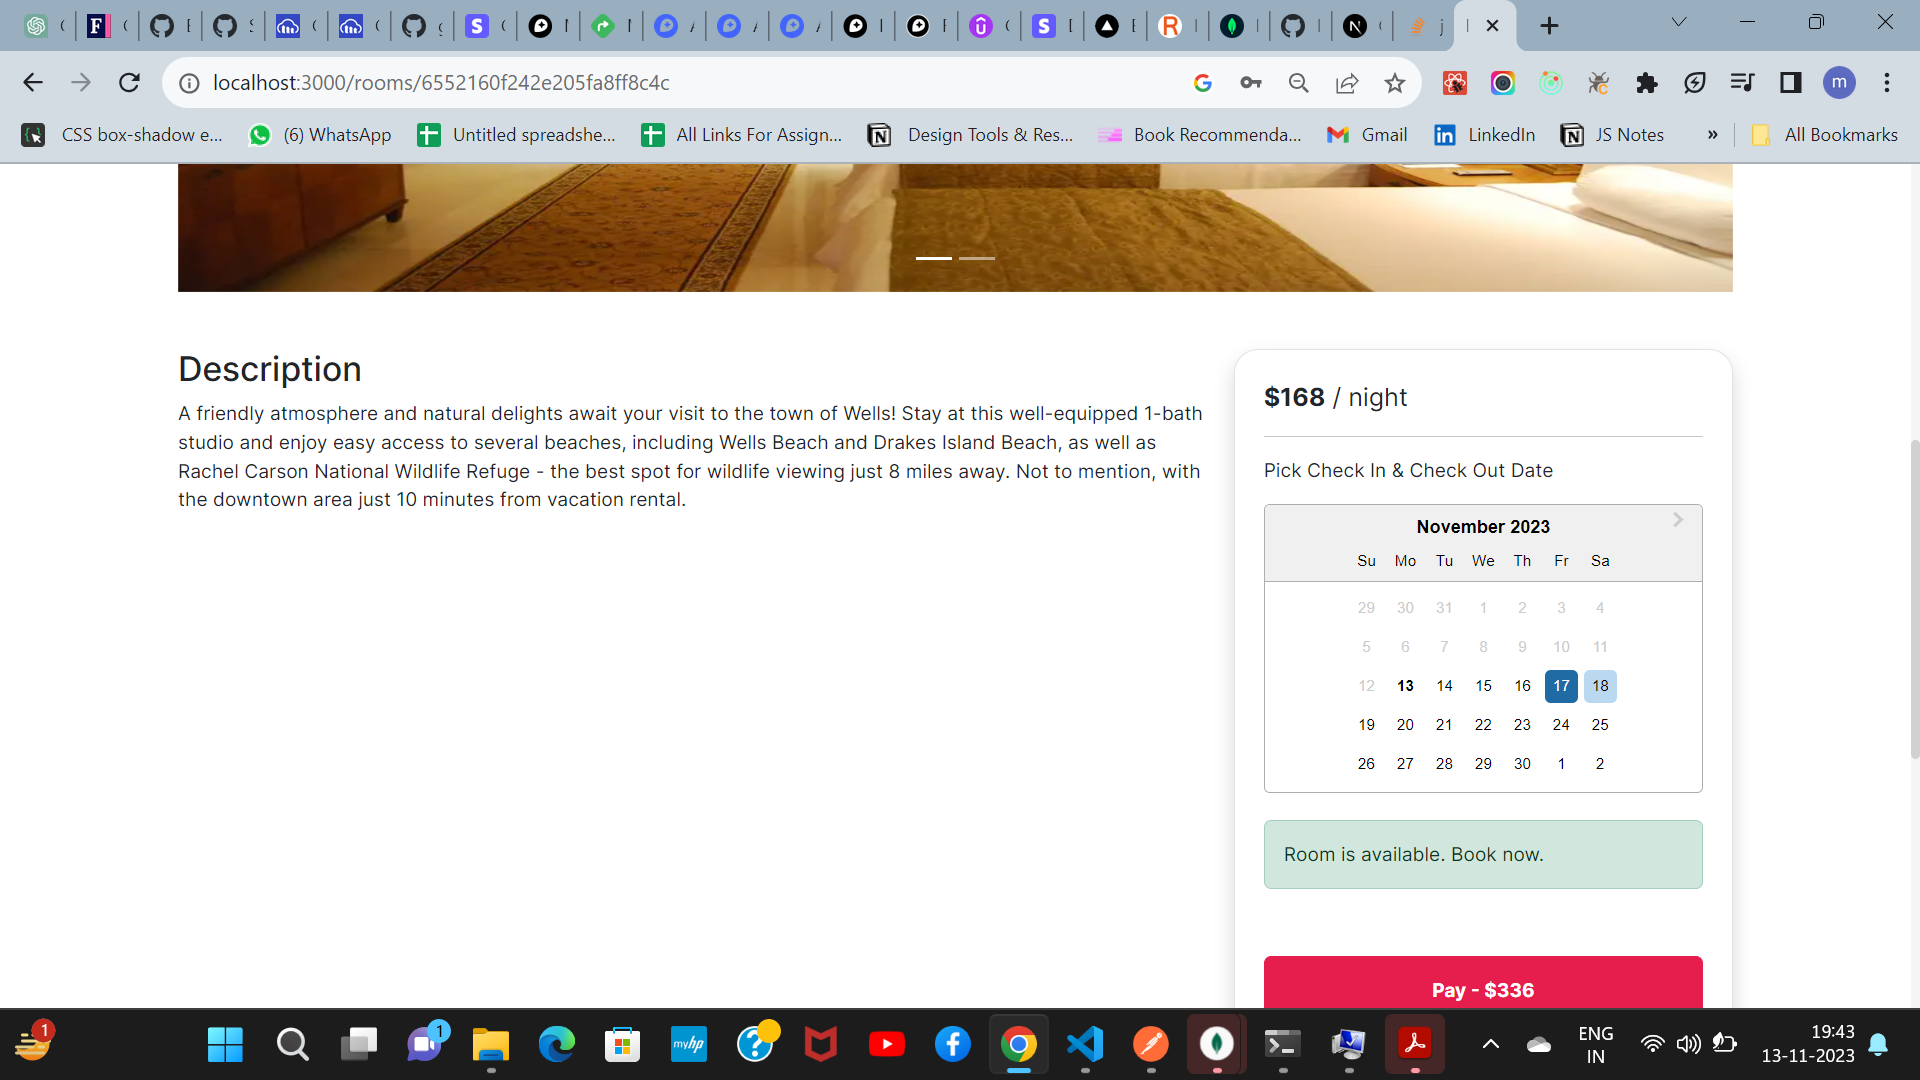 localhost:3000/rooms/6552160f242e205fa8ff8c4c
m
CSS box-shadow e...
(6) WhatsApp
Untitled spreadshe...
All Links For Assign...
Design Tools & Res...
Book Recommenda...
Gmail
LinkedIn
JS Notes
»
All Bookmarks
Description
A friendly atmosphere and natural delights await your visit to the town of Wells! Stay at this well-equipped 1-bath
studio and enjoy easy access to several beaches, including Wells Beach and Drakes Island Beach, as well as
Rachel Carson National Wildlife Refuge - the best spot for wildlife viewing just 8 miles away. Not to mention, with
the downtown area just 10 minutes from vacation rental.
$168 / night
Pick Check In & Check Out Date
November 2023
Su Mo Tu We Th Fr Sa
29 30 31 1 2 3 4
5 6 7 8 9 10 11
12 13 14 15 16 17 18
19 20 21 22 23 24 25
26 27 28 29 30 1 2
Room is available. Book now.
Pay - $336
1
1
myhp
ENG
IN
19:43
13-11-2023